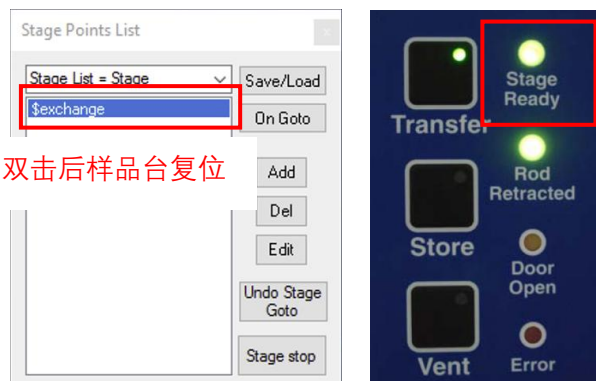 Stage Points List
Stage List = Stage
Save/Load
$exchange
On Goto
双击后样品台复位
Add
Del
Edit
Undo Stage
Goto
Stage stop
Stage
Ready
Transfer
Rod
Retracted
Store
Door
Open
Vent
Error